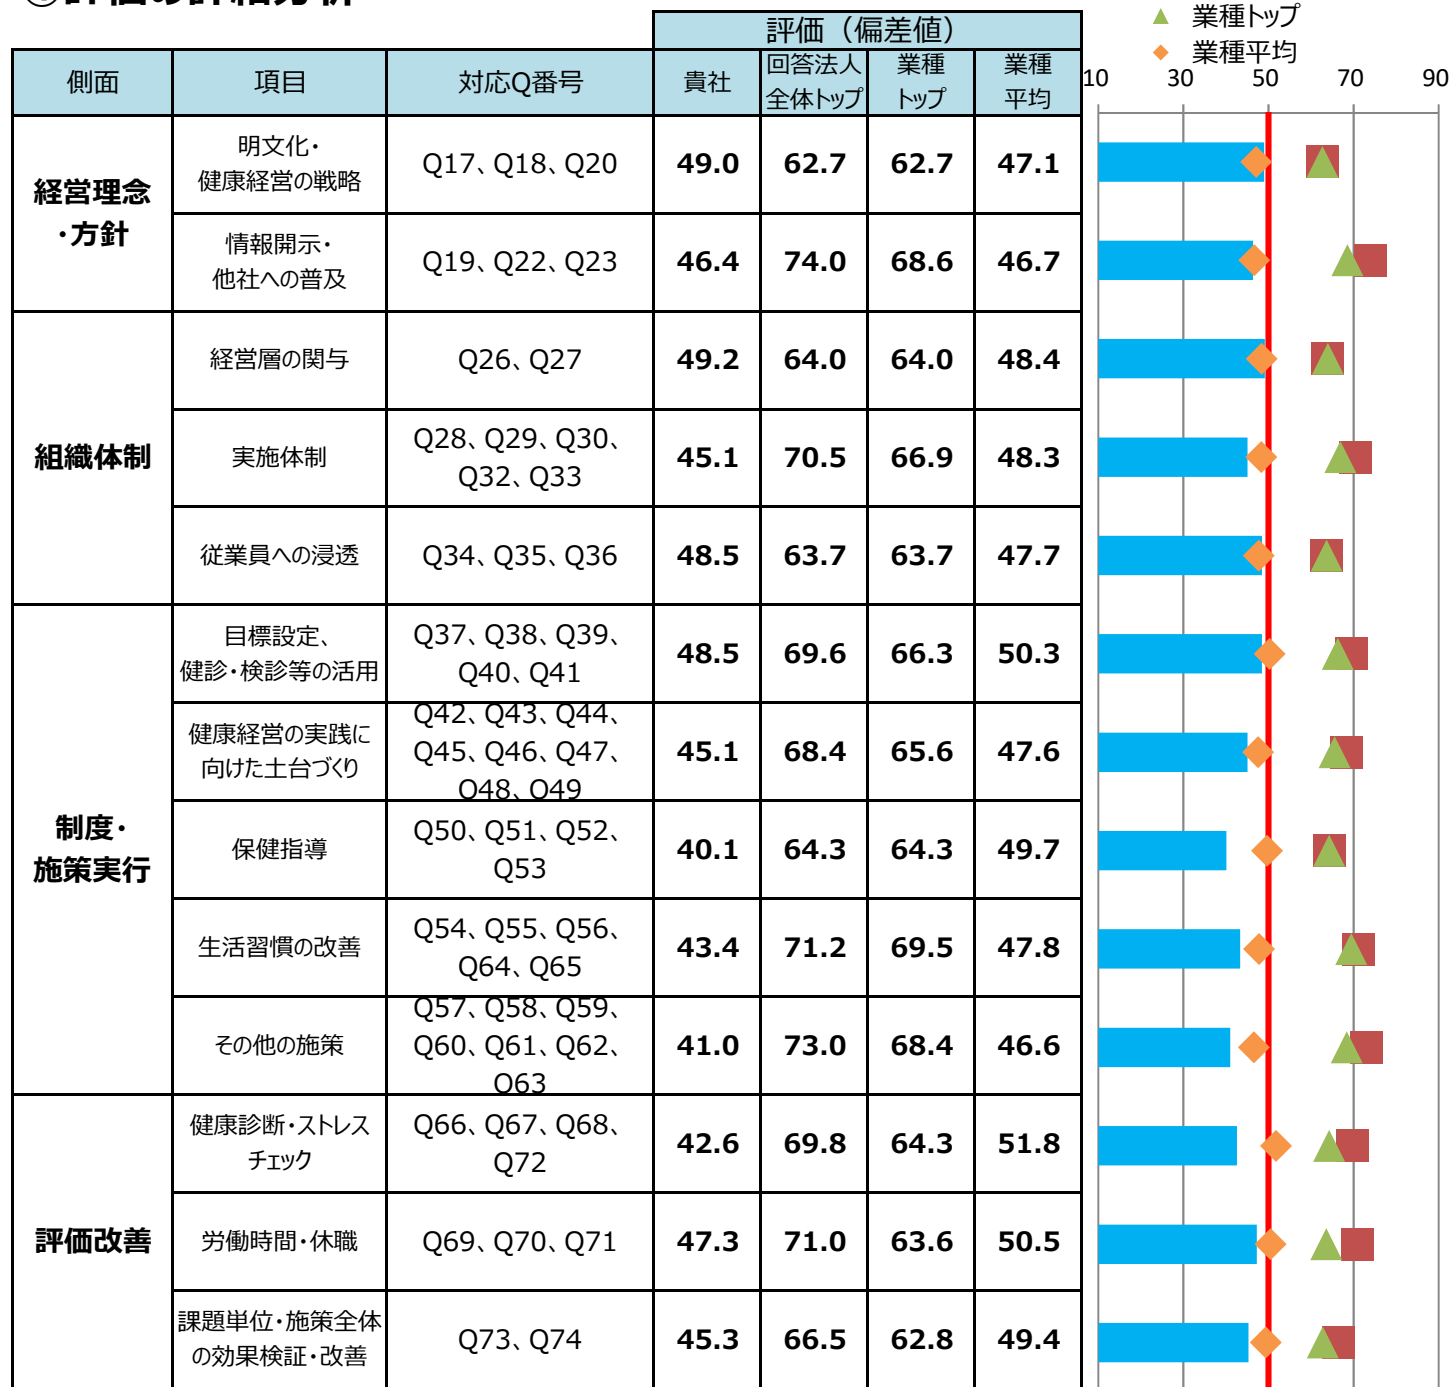 評価（偏差値）
側面 項目 対応Q番号 貴社 回答法人全体トップ 業種トップ 業種平均
▲ 業種トップ
◆ 業種平均
10 30 50 70 90
経営理念・方針
明文化・健康経営の戦略 Q17、Q18、Q20 49.0 62.7 62.7 47.1
情報開示・他社への普及 Q19、Q22、Q23 46.4 74.0 68.6 46.7
組織体制
経営層の関与 Q26、Q27 49.2 64.0 64.0 48.4
実施体制 Q28、Q29、Q30、Q32、Q33 45.1 70.5 66.9 48.3
従業員への浸透 Q34、Q35、Q36 48.5 63.7 63.7 47.7
制度・施策実行
目標設定、健診・検診等の活用 Q37、Q38、Q39、Q40、Q41 48.5 69.6 66.3 50.3
健康経営の実践に向けた土台づくり Q42、Q43、Q44、Q45、Q46、Q47、Q48、Q49 45.1 68.4 65.6 47.6
保健指導 Q50、Q51、Q52、Q53 40.1 64.3 64.3 49.7
生活習慣の改善 Q54、Q55、Q56、Q64、Q65 43.4 71.2 69.5 47.8
その他の施策 Q57、Q58、Q59、Q60、Q61、Q62、Q63 41.0 73.0 68.4 46.6
評価改善
健康診断・ストレスチェック Q66、Q67、Q68、Q72 42.6 69.8 64.3 51.8
労働時間・休職 Q69、Q70、Q71 47.3 71.0 63.6 50.5
課題単位・施策全体の効果検証・改善 Q73、Q74 45.3 66.5 62.8 49.4